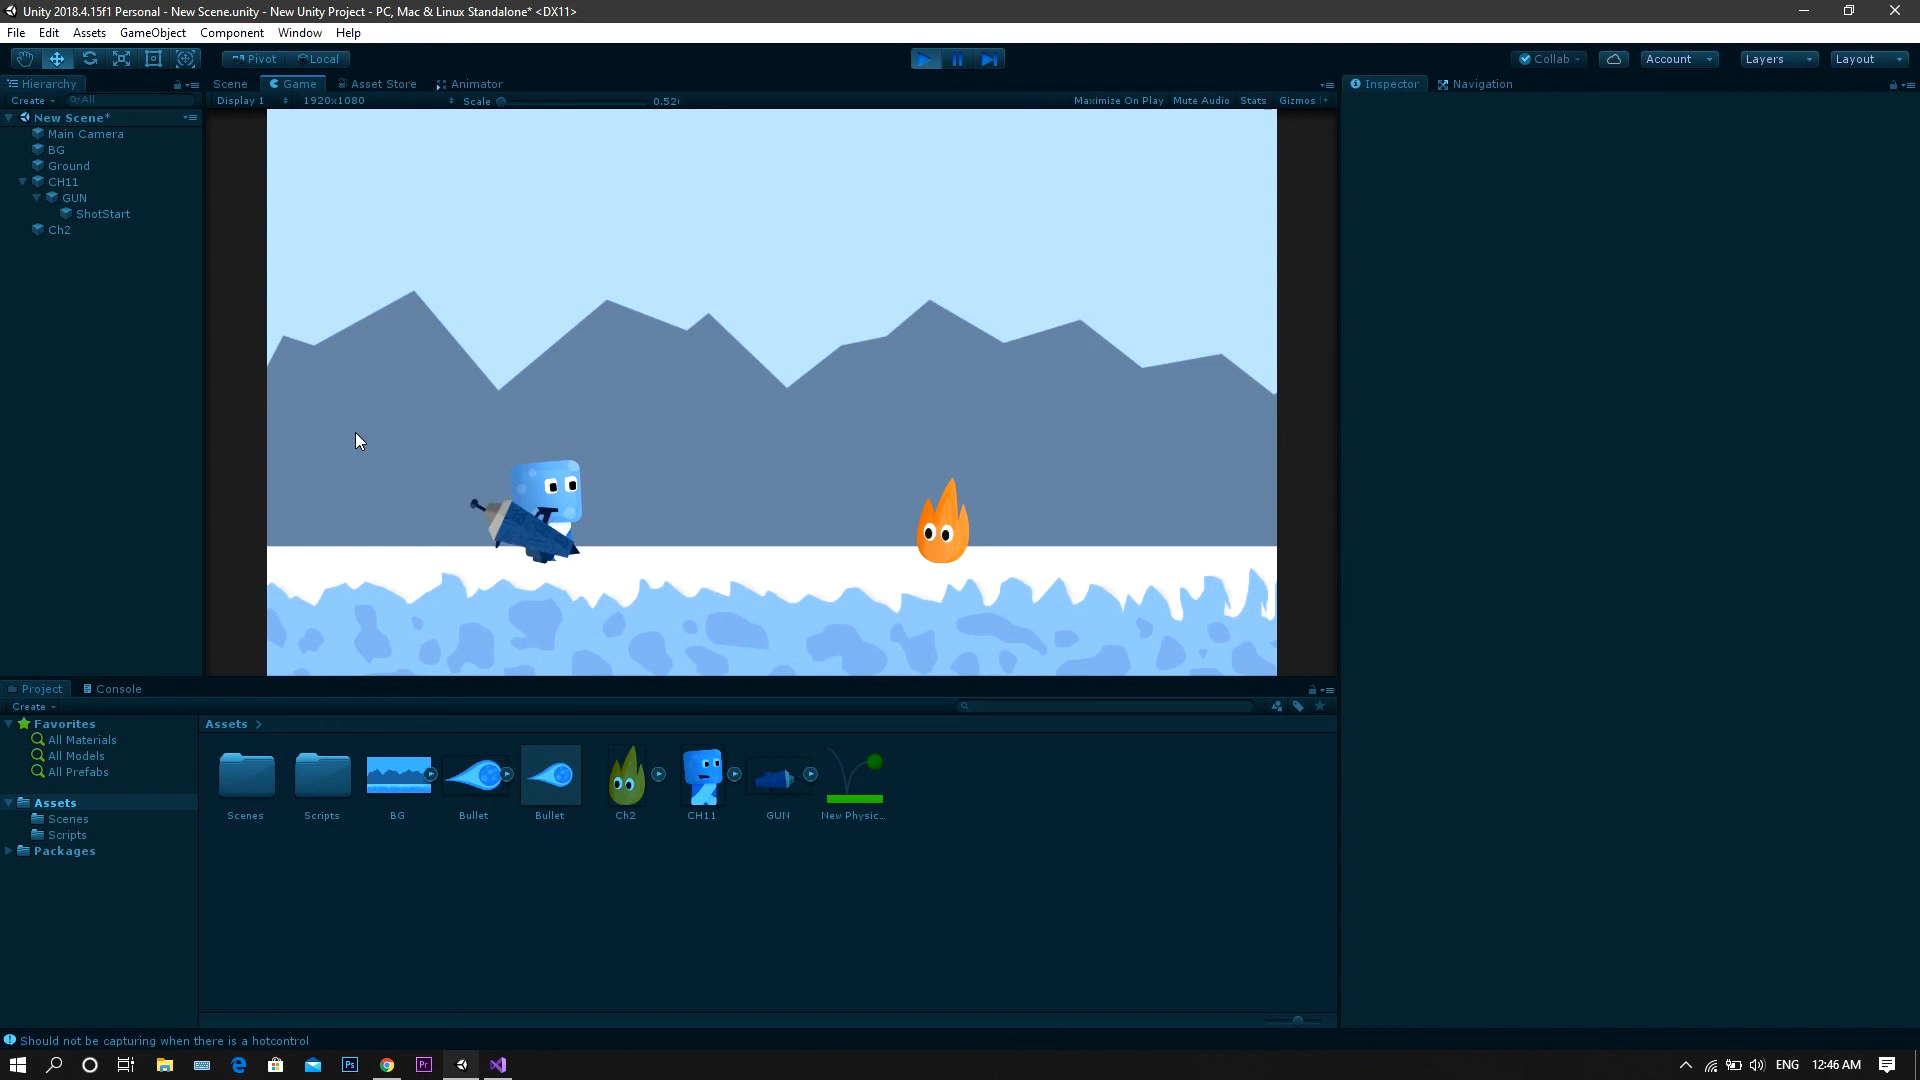 Unity 2018.4.15f1 Personal - New Scene.unity - New Unity Project - PC, Mac & Linux Standalone* <DX11>
File Edit Assets GameObject Component Window Help
Pivot Local Collab Account Layers Layout
Hierarchy
Create All
New Scene*
Main Camera
BG
Ground
CH11
GUN
ShotStart
Ch2
Scene Game Asset Store Animator
Display 1 1920x1080 Scale Maximize On Play Mute Audio Stats Gizmos
Inspector Navigation
Project Console
Create
Favorites
All Materials
All Models
All Prefabs
Assets
Scenes
Scripts
Packages
Assets
Scenes Scripts BG Bullet Bullet Ch2 CH11 GUN New Physic...
Should not be capturing when there is a hotcontrol
Ps Pr ENG 12:46 AM